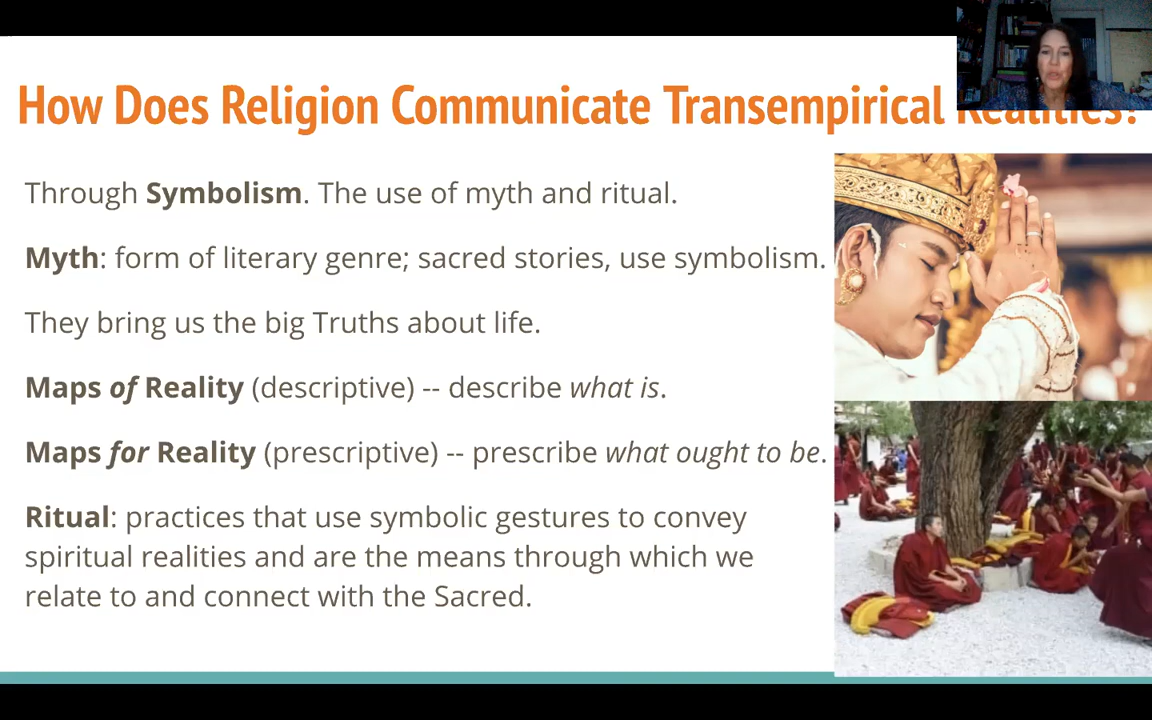 How Does Religion Communicate Transempirical Realities?
Through Symbolism. The use of myth and ritual.
Myth: form of literary genre; sacred stories, use symbolism.
They bring us the big Truths about life.
Maps of Reality (descriptive) -- describe what is.
Maps for Reality (prescriptive) -- prescribe what ought to be.
Ritual: practices that use symbolic gestures to convey
spiritual realities and are the means through which we
relate to and connect with the Sacred.